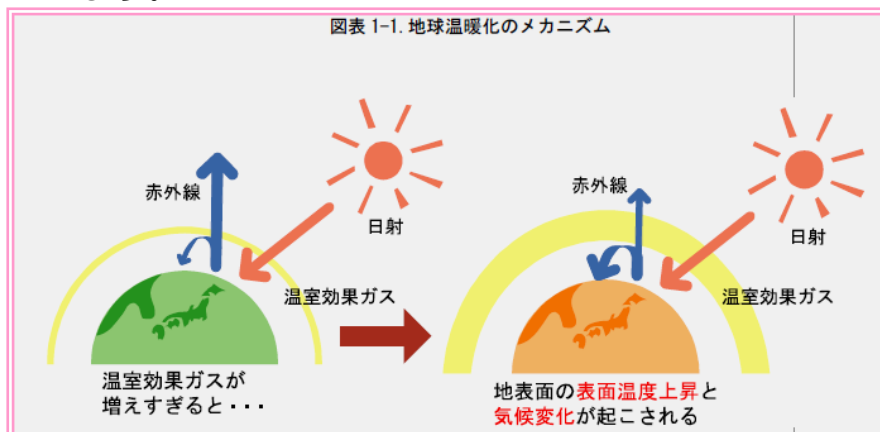 図表 1-1. 地球温暖化のメカニズム
赤外線
日射
温室効果ガス
温室効果ガスが
増えすぎると・・・
赤外線
日射
温室効果ガス
地表面の表面温度上昇と
気候変化が起こされる